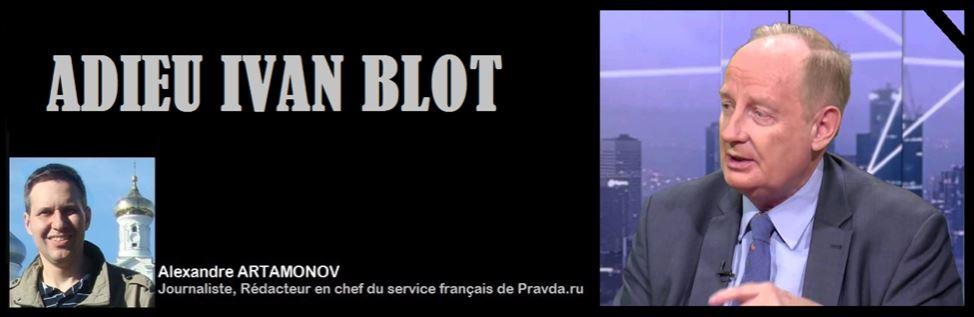 ADIEU IVAN BLOT
Alexandre ARTAMONOV
Journaliste, Rédacteur en chef du service français de Pravda.ru